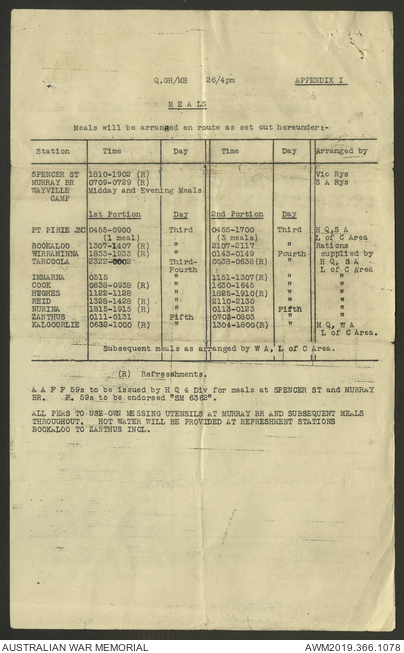 Q.GH/MB 26/4pm APPENDIX I
MEALS
Meals will be arranged en route as set out hereunder:-
Station Time Day Time Day Arranged by
SPENCER ST 1810-1902 (R) Vic Rys
MURRAY BR 0709-0729 (R) S A Rys
WAYVILLE Midday and Evening Meals
CAMP
1st Portion Day 2nd Portion Day
PT PIRIE JNC 0455-0900 Third 0455-1700 Third H Q,S A
(1 meal) " (3 meals) " L of C Area
BOOKALOO 1307-1407 (R) " 2107-2117 " Rations
WIRRAMINNA 1833-1933 (R) " 0143-0149 Fourth supplied by
TARCOOLA 2322-0002 Third- 0538-0638(R) " H Q, S A
Fourth L of C Area
IMMARNA 0515 " 1151-1307(R) " "
COOK 0838-0938 (R) " 1630-1645 " "
HUGHES 1122-1128 " 1825-1910(R) " "
REID 1328-1428 (R) " 2110-2130 " "
NURINA 1815-1915 (R) " 0113-0123 Fifth "
ZANTHUS 0111-0131 Fifth 0703-0803 " "
KALGOORLIE 0632-1000 (R) " 1304-1800(R) " H Q, W A
L of C Area.
Subsequent meals as arranged by W A, L of C Area.
(R) Refreshments.
A A F F 59s to be issued by H Q 4 Div for meals at SPENCER ST and MURRAY
BR. F. 59s to be endorsed "SM 6362".
ALL PERS TO USE OWN MESSING UTENSILS AT MURRAY BR AND SUBSEQUENT MEALS
THROUGHOUT. HOT WATER WILL BE PROVIDED AT REFRESHMENT STATIONS
BOOKALOO TO ZANTHUS INCL.
AUSTRALIAN WAR MEMORIAL AWM2019.366.1078